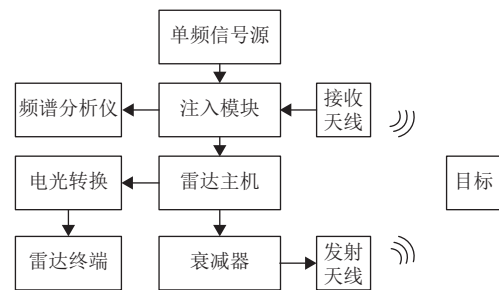 单频信号源
频谱分析仪
注入模块
接收
天线
电光转换
雷达主机
目标
雷达终端
衰减器
发射
天线